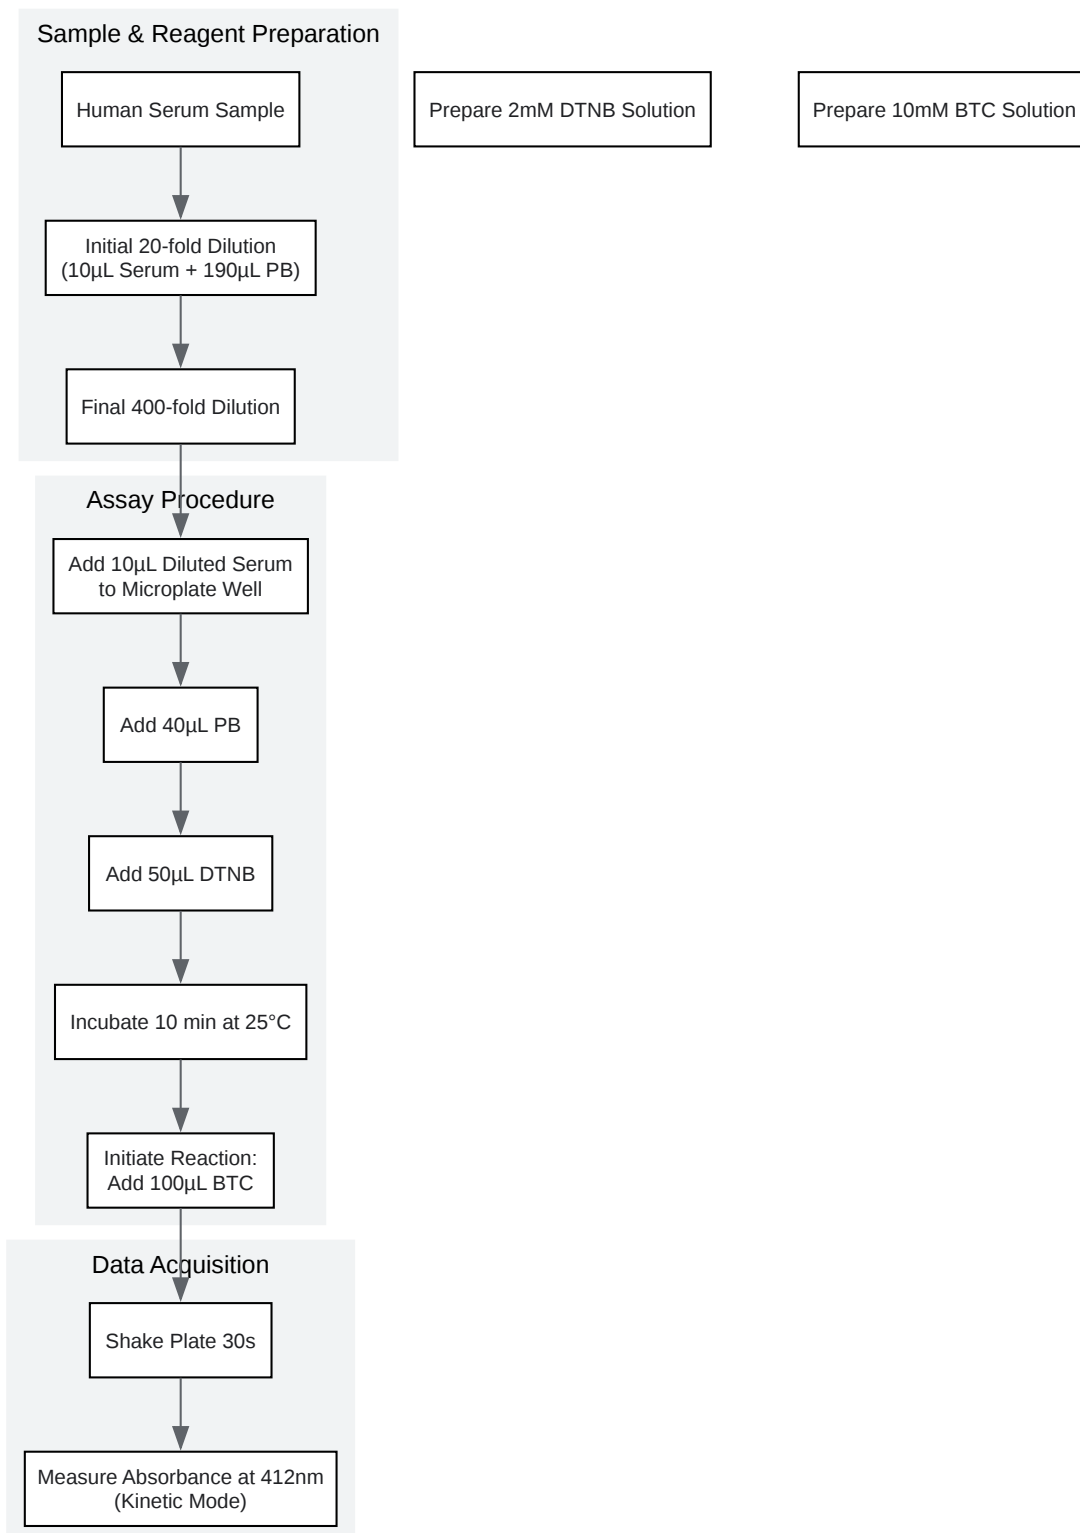 Sample & Reagent Preparation
Human Serum Sample
Prepare 2mM DTNB Solution
Prepare 10mM BTC Solution
Initial 20-fold Dilution
(10µL Serum + 190µL PB)
Final 400-fold Dilution
Assay Procedure
Add 10µL Diluted Serum
to Microplate Well
Add 40µL PB
Add 50µL DTNB
Incubate 10 min at 25°C
Initiate Reaction:
Add 100µL BTC
Data Acquisition
Shake Plate 30s
Measure Absorbance at 412nm
(Kinetic Mode)